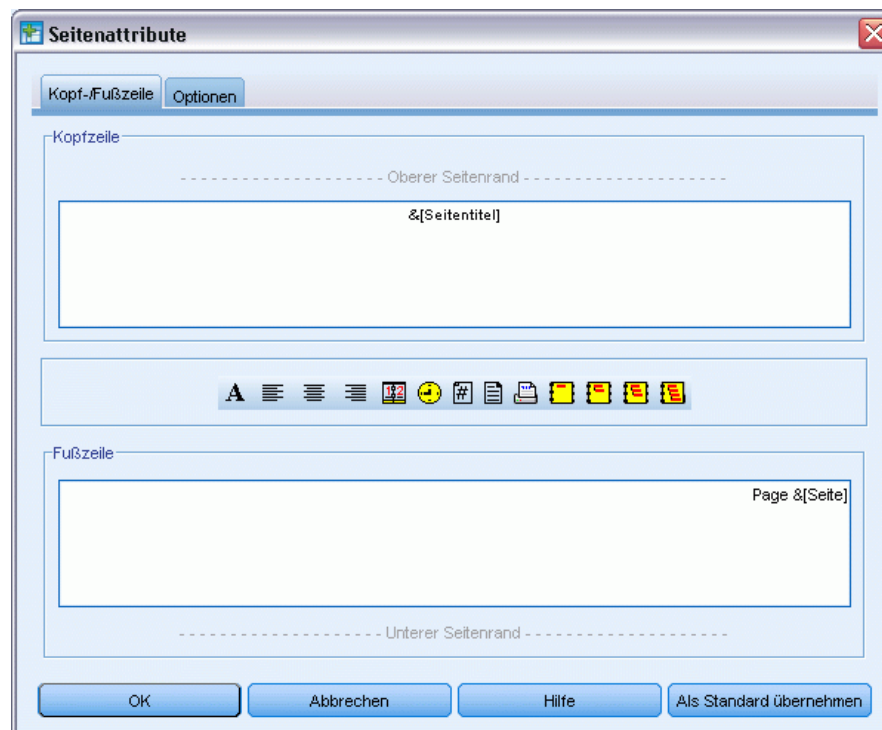 Seitenattribute
Kopf-/Fußzeile Optionen
Kopfzeile
Oberer Seitenrand
&[Seitentitel]
A
Fußzeile
Page &[Seite]
Unterer Seitenrand
OK Abbrechen Hilfe Als Standard übernehmen